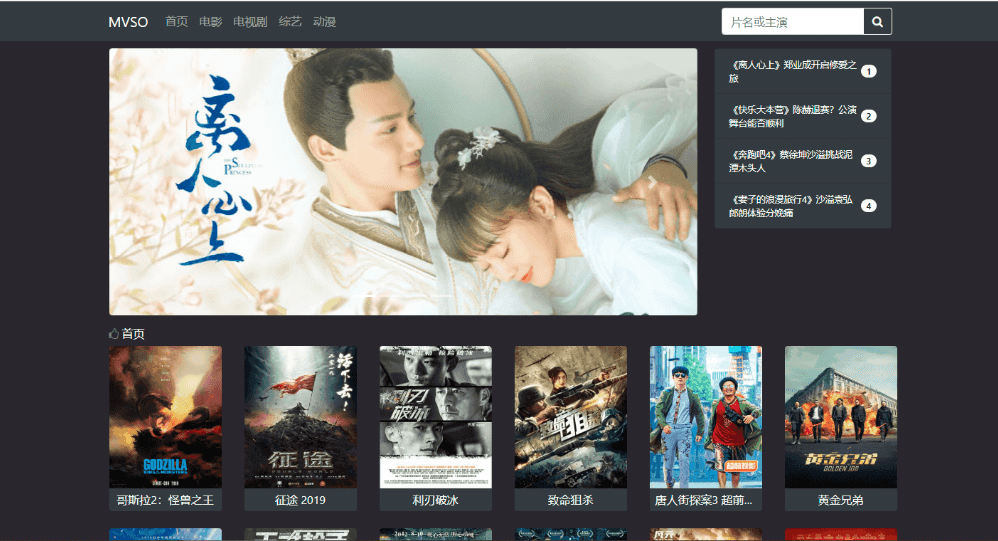 MVSO 首页 电影 电视剧 综艺 动漫 片名或主演
离人心上
THE SLEEPLESS
PRINCESS
《离人心上》郑业成开启修爱之
旅
1
《快乐大本营》陈赫退赛？公演
舞台能否顺利
2
《奔跑吧4》蔡徐坤沙溢挑战泥
潭木头人
3
《妻子的浪漫旅行4》沙溢袁弘
郎朗体验分娩痛
4
首页
GODZILLA
活下去！
征途
利刃
破冰
狙
黄金兄弟
GOLDEN JOB
哥斯拉2：怪兽之王 征途 2019 利刃破冰 致命狙杀 唐人街探案3 超前... 黄金兄弟